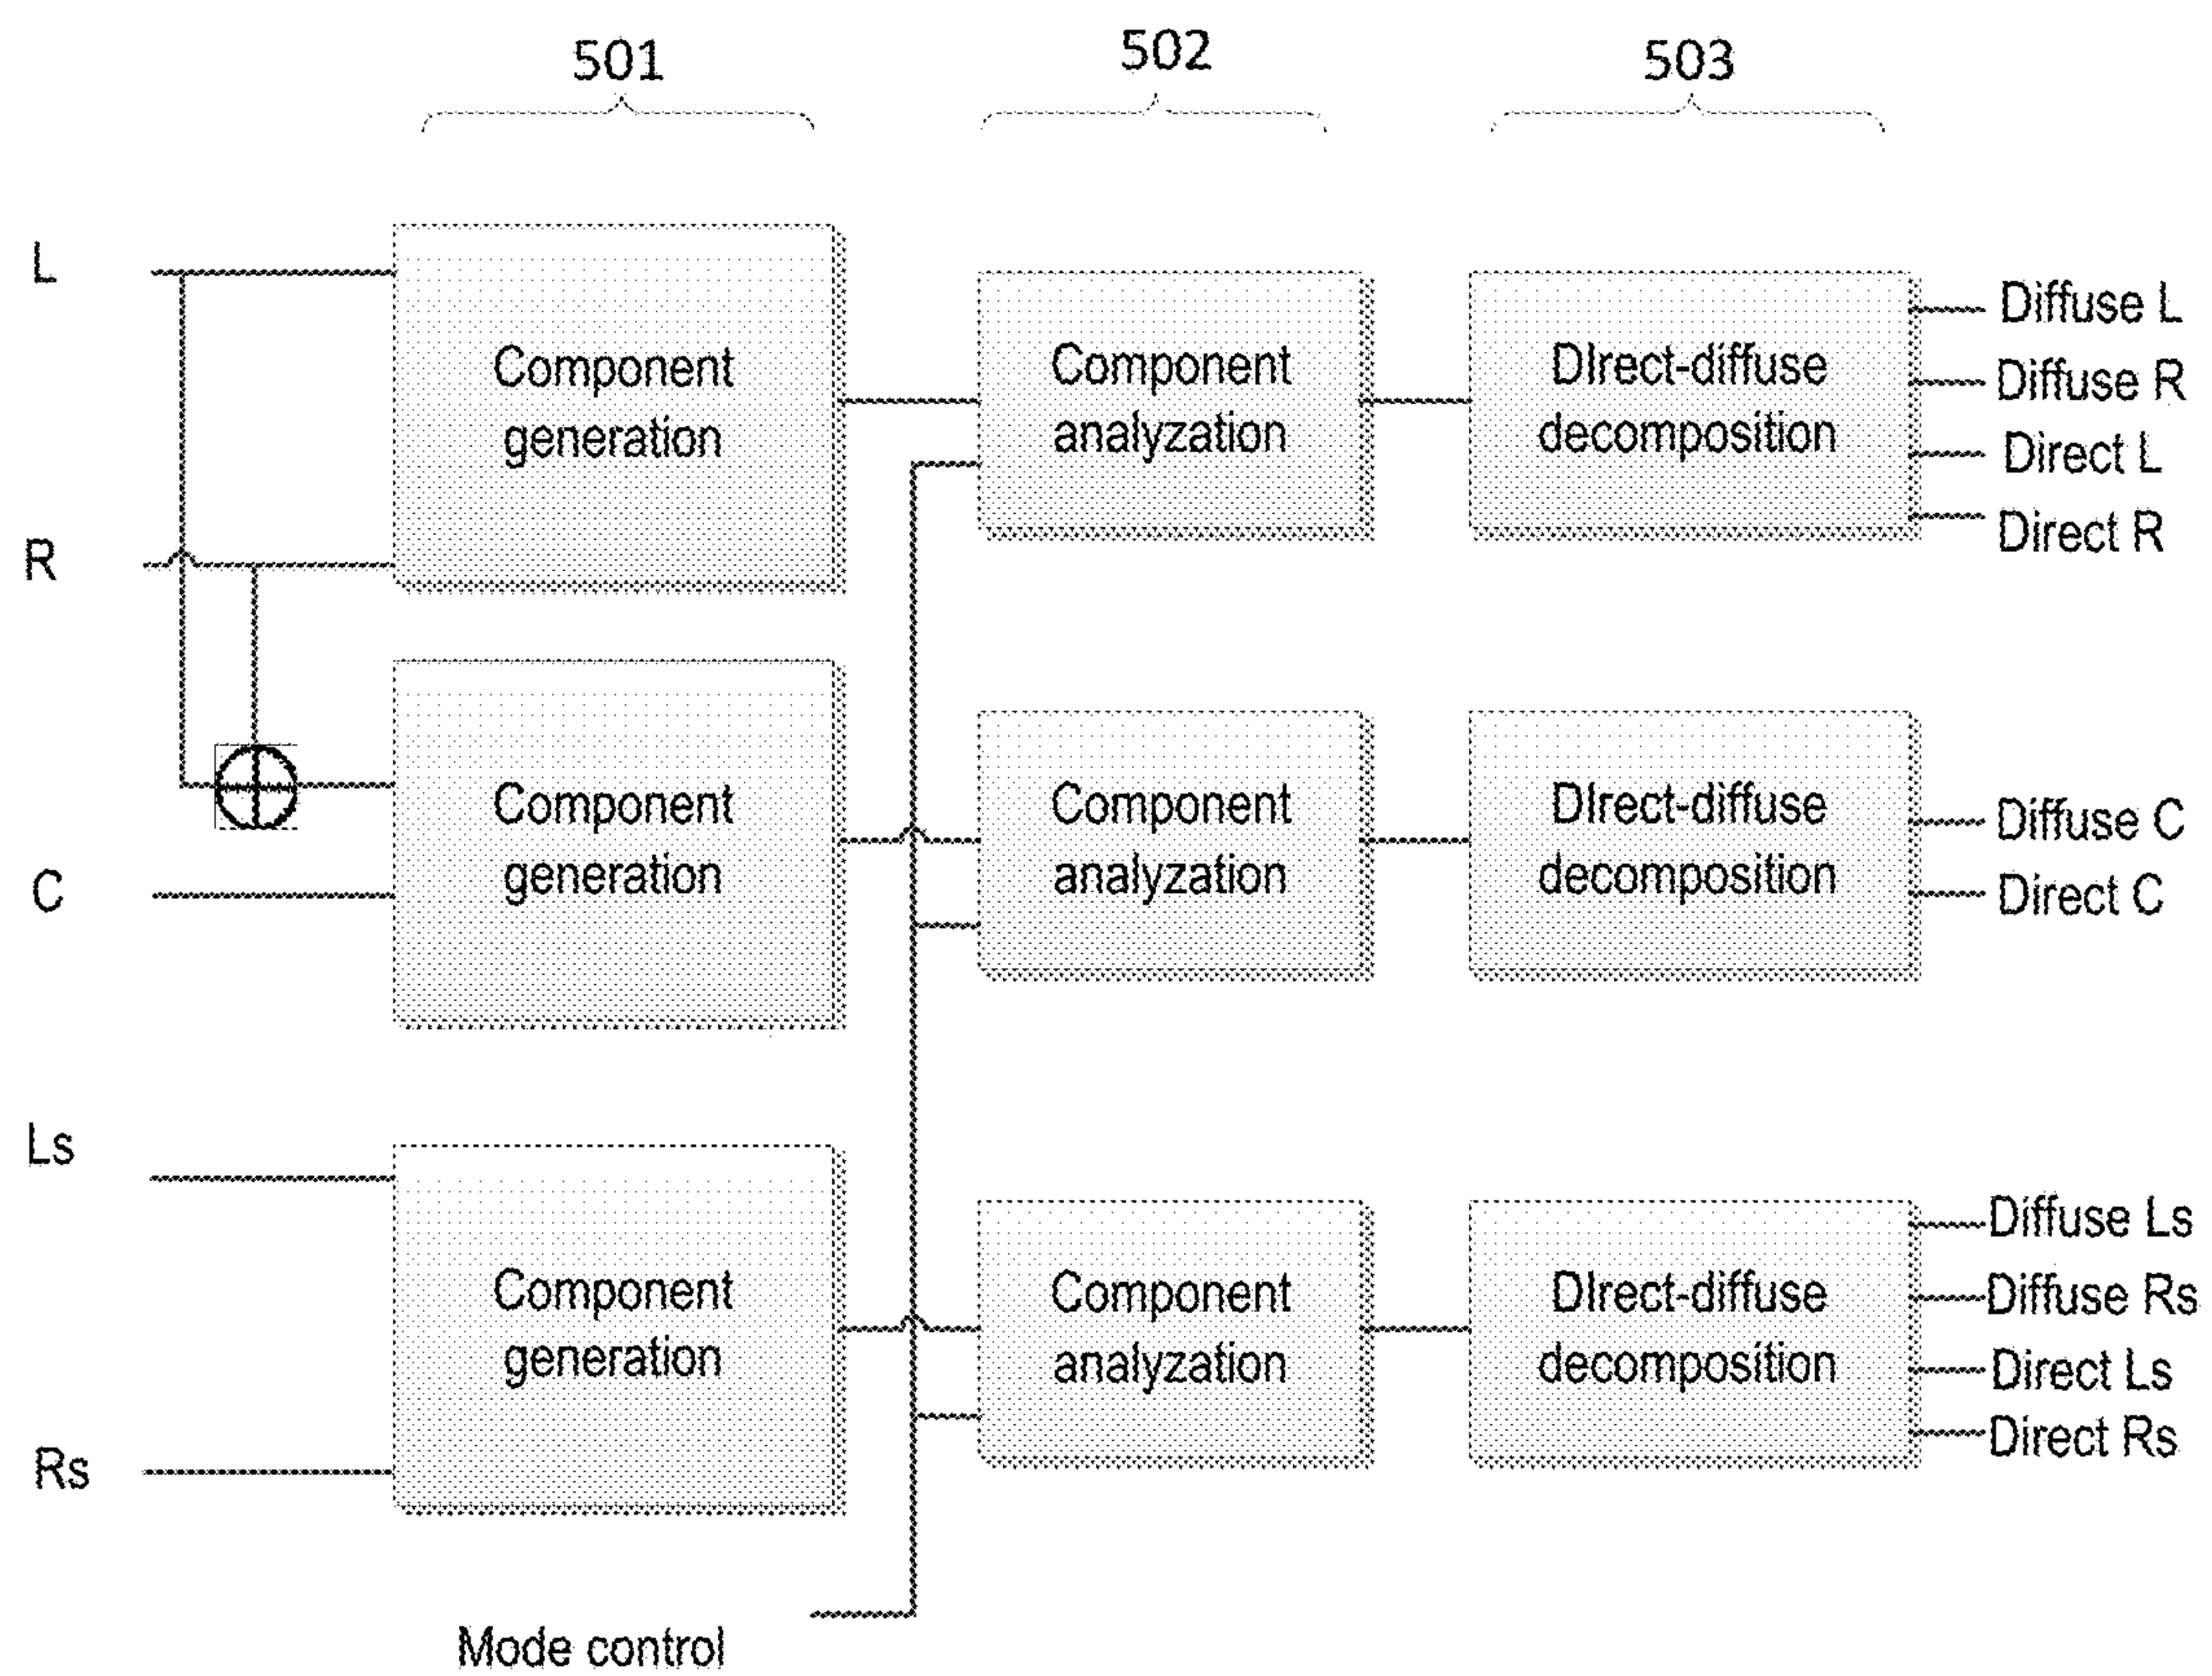 501
502
503
L
R
C
Ls
Rs
Component
generation
Component
analyzation
DIrect-diffuse
decomposition
Diffuse L
Diffuse R
Direct L
Direct R
Component
generation
Component
analyzation
DIrect-diffuse
decomposition
Diffuse C
Direct C
Component
generation
Component
analyzation
DIrect-diffuse
decomposition
Diffuse Ls
Diffuse Rs
Direct Ls
Direct Rs
Mode control